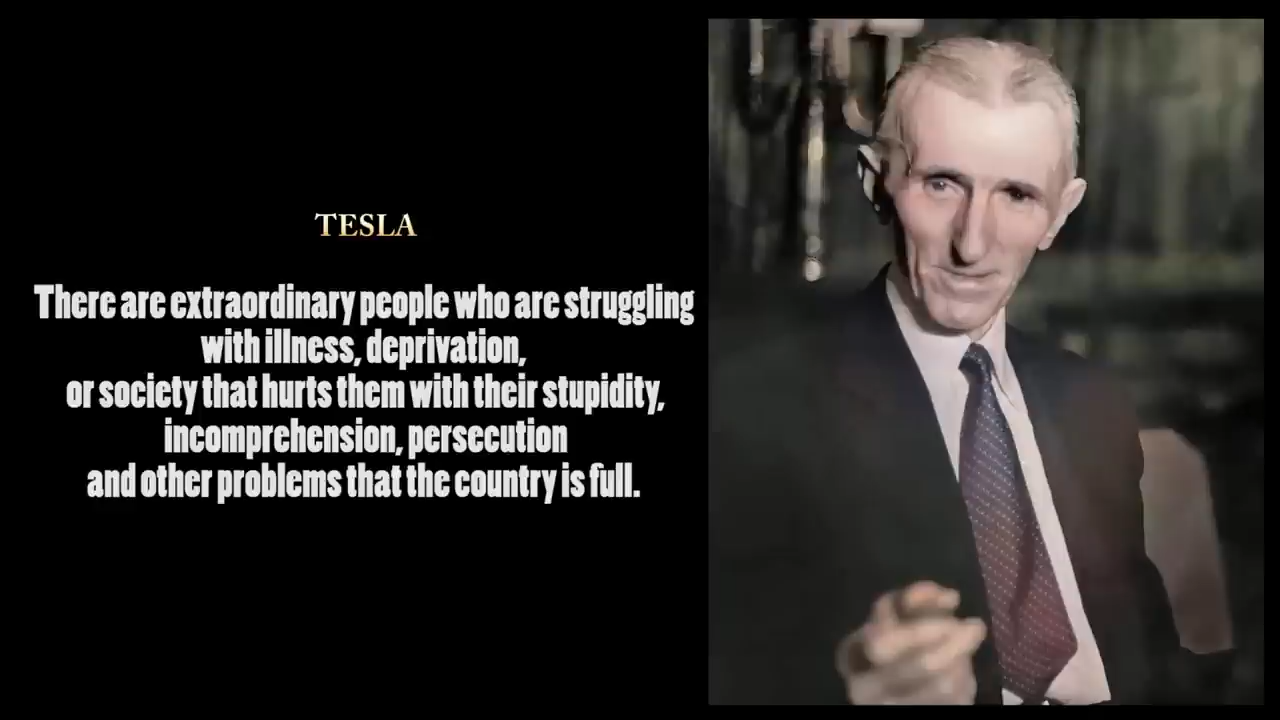 TESLA
There are extraordinary people who are struggling
with illness, deprivation,
or society that hurts them with their stupidity,
incomprehension, persecution
and other problems that the country is full.